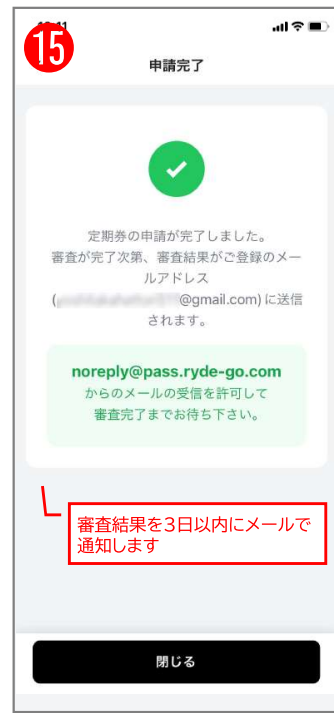 15
申請完了
定期券の申請が完了しました。
審査が完了次第、審査結果がご登録のメー
ルアドレス
(@gmail.com) に送信
されます。
noreply@pass.ryde-go.com
からのメールの受信を許可して
審査完了までお待ち下さい。
審査結果を3日以内にメールで
通知します
閉じる